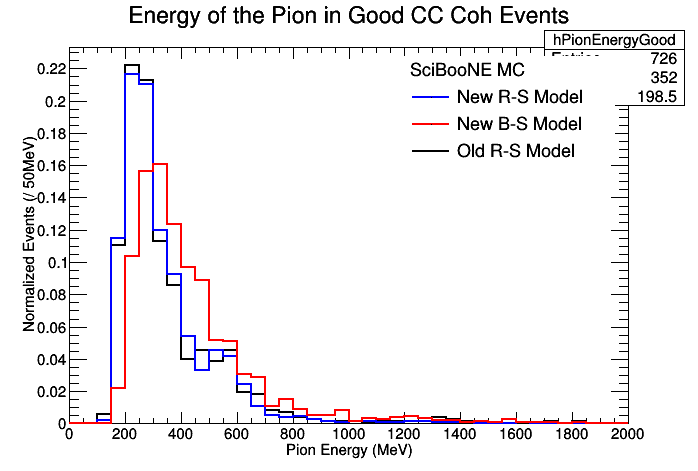 Energy of the Pion in Good CC Coh Events
hPionEnergyGood
Entries 726
352
198.5
SciBooNE MC
New R-S Model
New B-S Model
Old R-S Model
Normalized Events (/ 50MeV)
0.22
0.2
0.18
0.16
0.14
0.12
0.1
0.08
0.06
0.04
0.02
0
0 200 400 600 800 1000 1200 1400 1600 1800 2000
Pion Energy (MeV)